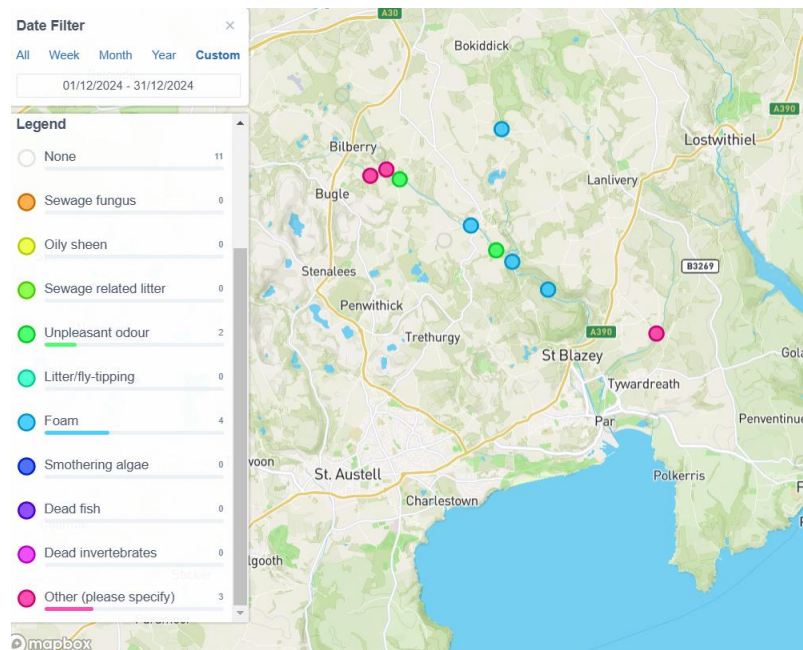 Date Filter ×
All Week Month Year Custom
01/12/2024 - 31/12/2024
Legend
None 11
Sewage fungus 0
Oily sheen 0
Sewage related litter 0
Unpleasant odour 2
Litter/fly-tipping 0
Foam 4
Smothering algae 0
Dead fish 0
Dead invertebrates 0
Other (please specify) 3
mapbox
A30
Bokiddick
A390
Lostwithiel
Bilberry
Lanlivery
Bugle
B3269
Stenalees
Penwithick
A390
Trethurgy
St Blazey
Gola
Tywardreath
Par
Penventinue
voon
St. Austell
Polkerris
Charlestown
F
lgooth